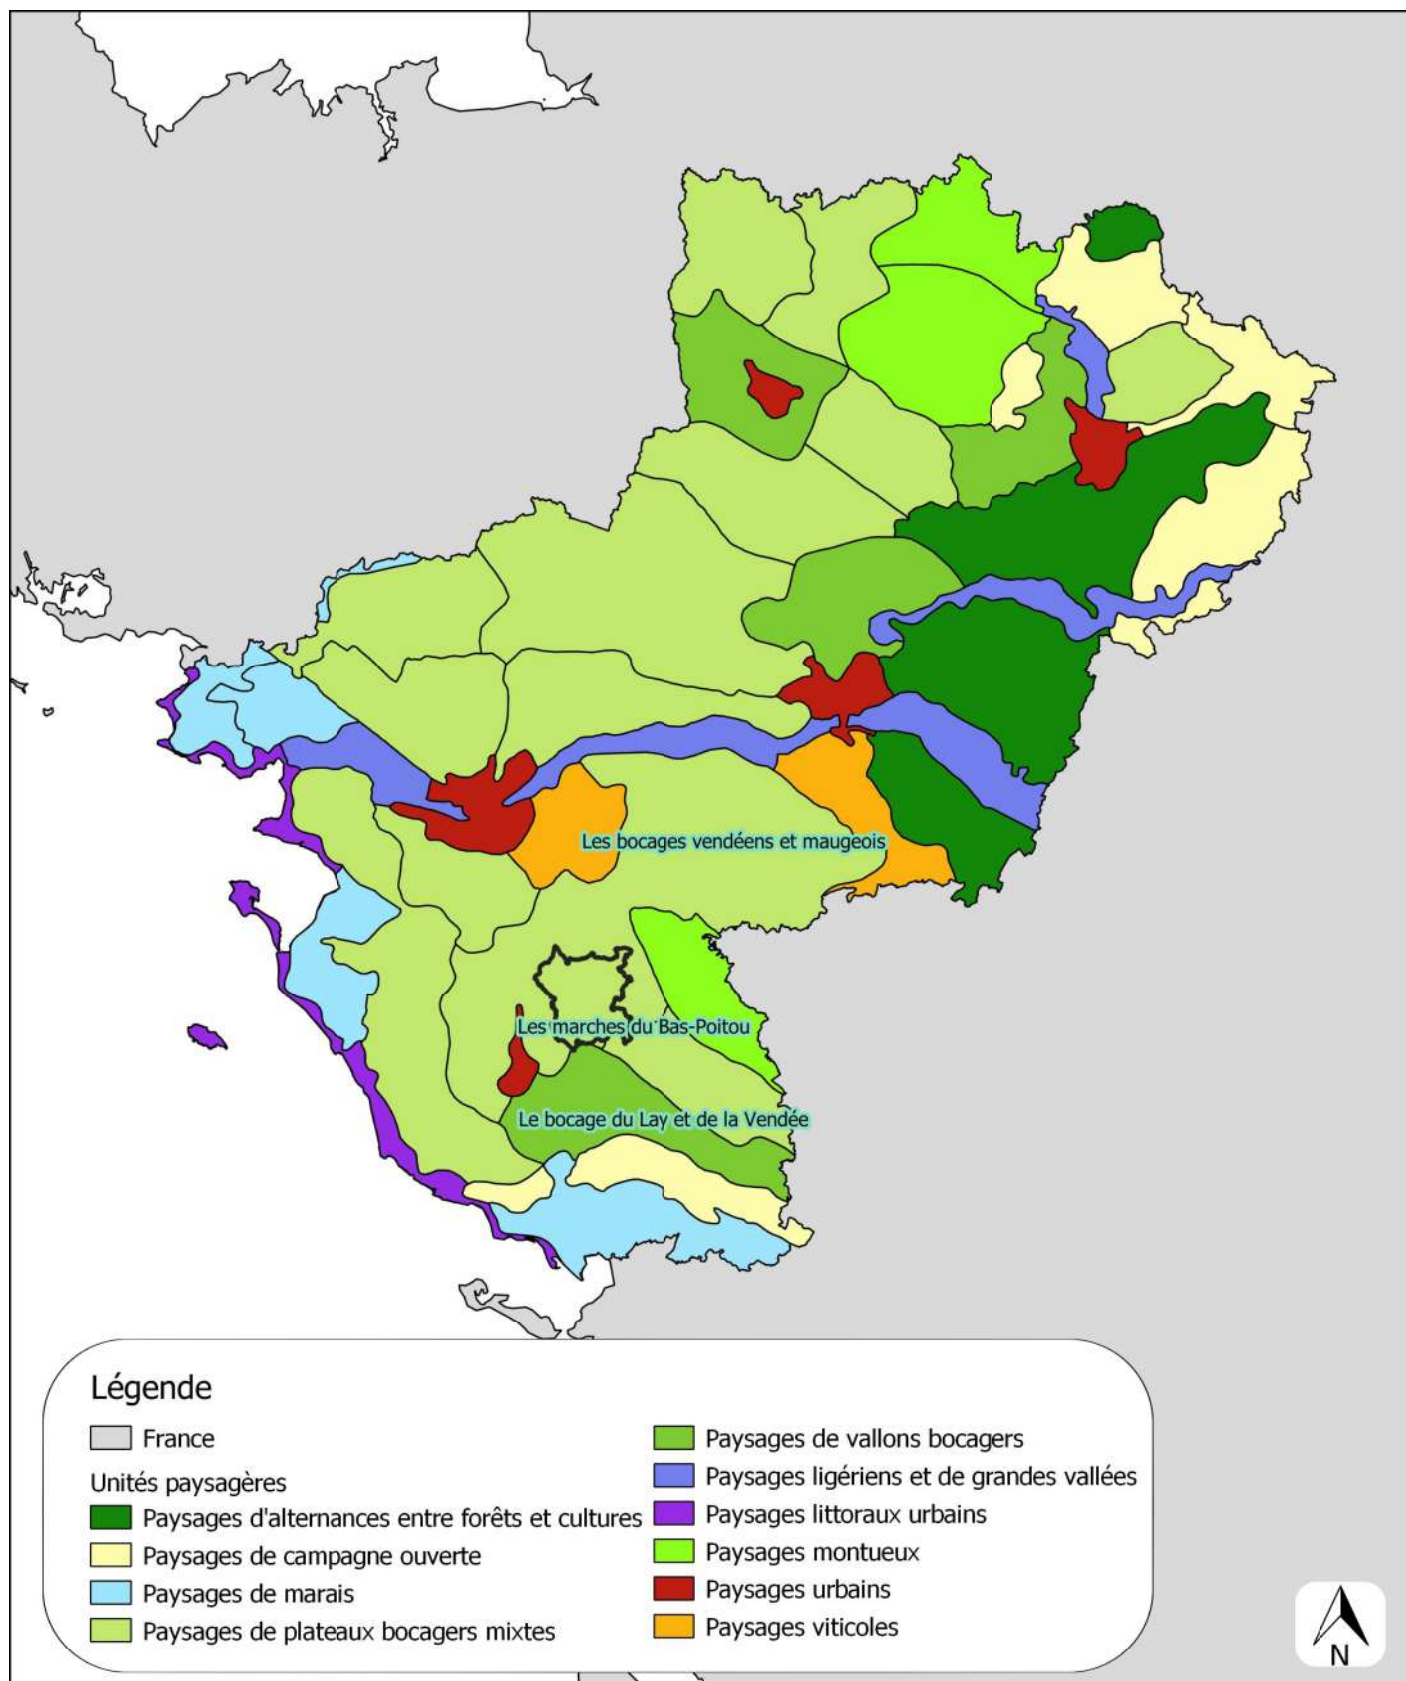 Les bocages vendéens et maugeois
Les marches du Bas-Poitou
Le bocage du Lay et de la Vendée
Légende
France
Unités paysagères
Paysages d'alternances entre forêts et cultures
Paysages de campagne ouverte
Paysages de marais
Paysages de plateaux bocagers mixtes
Paysages de vallons bocagers
Paysages ligériens et de grandes vallées
Paysages littoraux urbains
Paysages montueux
Paysages urbains
Paysages viticoles
N